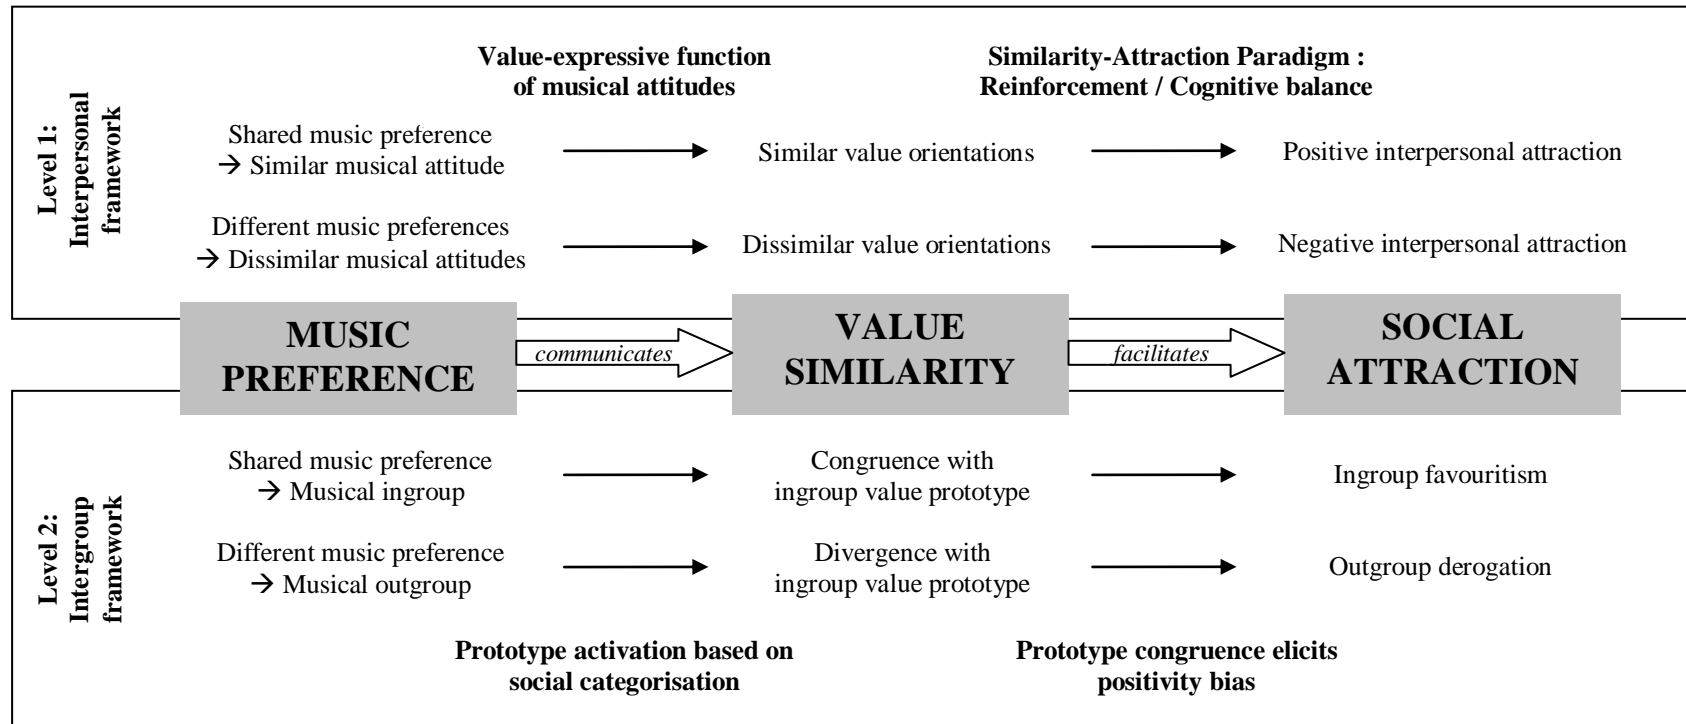 Level 1:
Interpersonal
framework
Value-expressive function
of musical attitudes
Similarity-Attraction Paradigm :
Reinforcement / Cognitive balance
Shared music preference
→ Similar musical attitude
Similar value orientations
Positive interpersonal attraction
Different music preferences
→ Dissimilar musical attitudes
Dissimilar value orientations
Negative interpersonal attraction
MUSIC
PREFERENCE
communicates
VALUE
SIMILARITY
facilitates
SOCIAL
ATTRACTION
Level 2:
Intergroup
framework
Shared music preference
→ Musical ingroup
Congruence with
ingroup value prototype
Ingroup favouritism
Different music preference
→ Musical outgroup
Divergence with
ingroup value prototype
Outgroup derogation
Prototype activation based on
social categorisation
Prototype congruence elicits
positivity bias